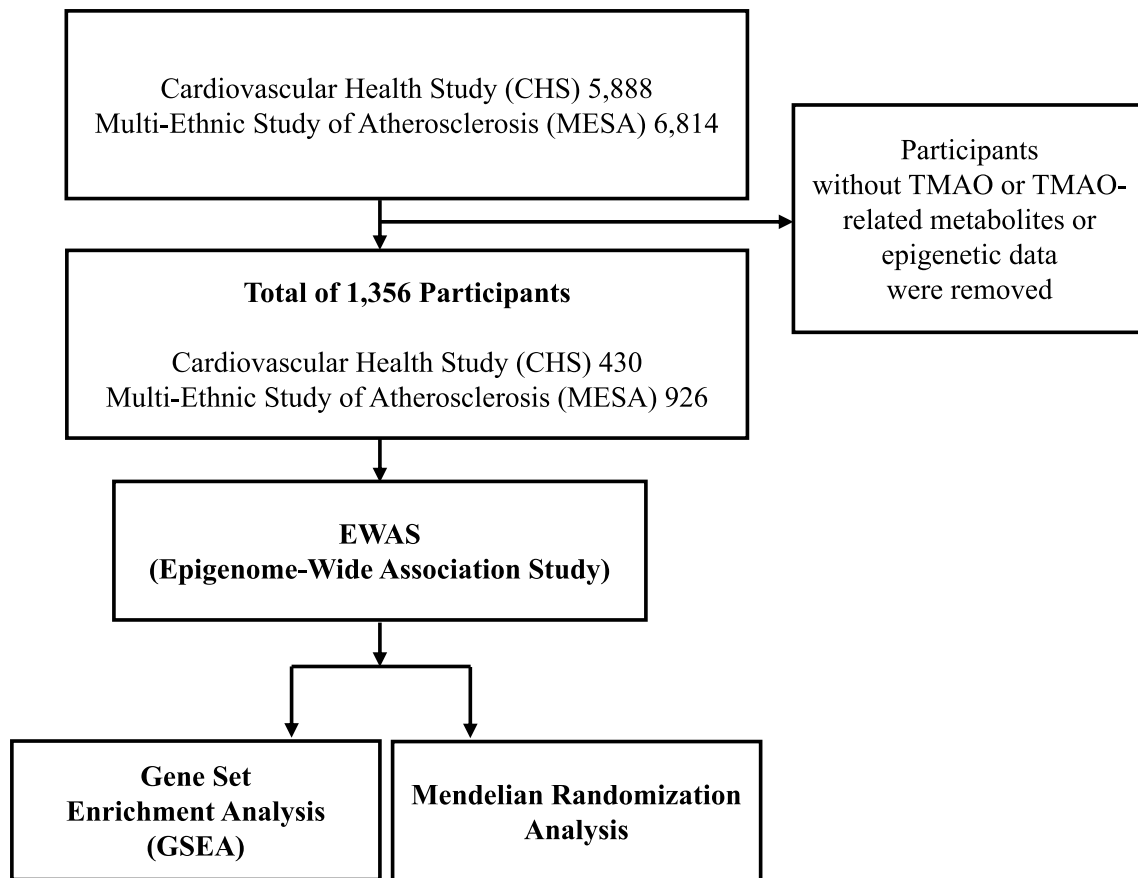 Cardiovascular Health Study (CHS) 5,888
Multi-Ethnic Study of Atherosclerosis (MESA) 6,814
Participants
without TMAO or TMAO-
related metabolites or
epigenetic data
were removed
Total of 1,356 Participants
Cardiovascular Health Study (CHS) 430
Multi-Ethnic Study of Atherosclerosis (MESA) 926
EWAS
(Epigenome-Wide Association Study)
Gene Set
Enrichment Analysis
(GSEA)
Mendelian Randomization
Analysis